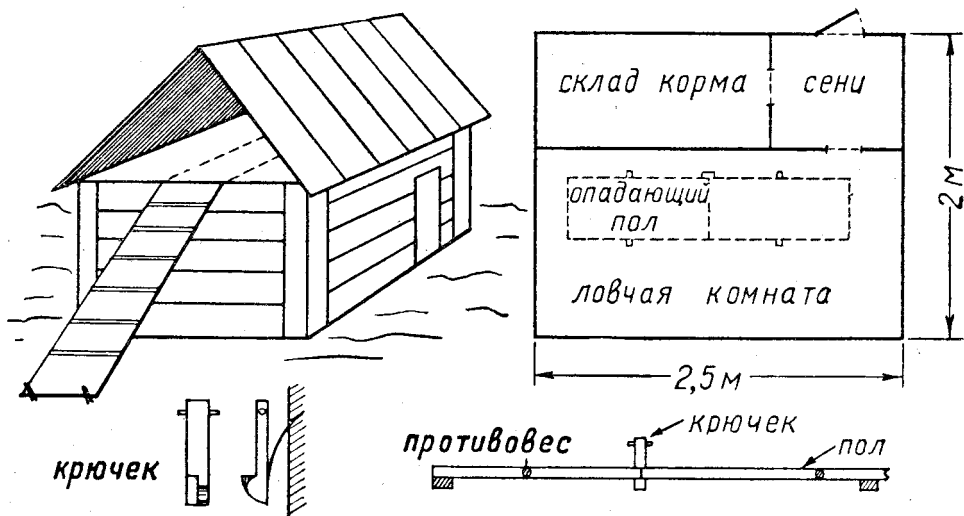 склад корма
сени
опадающий
пол
ловчая комната
2 м
2,5 м
крючек
противовес
крючек
пол